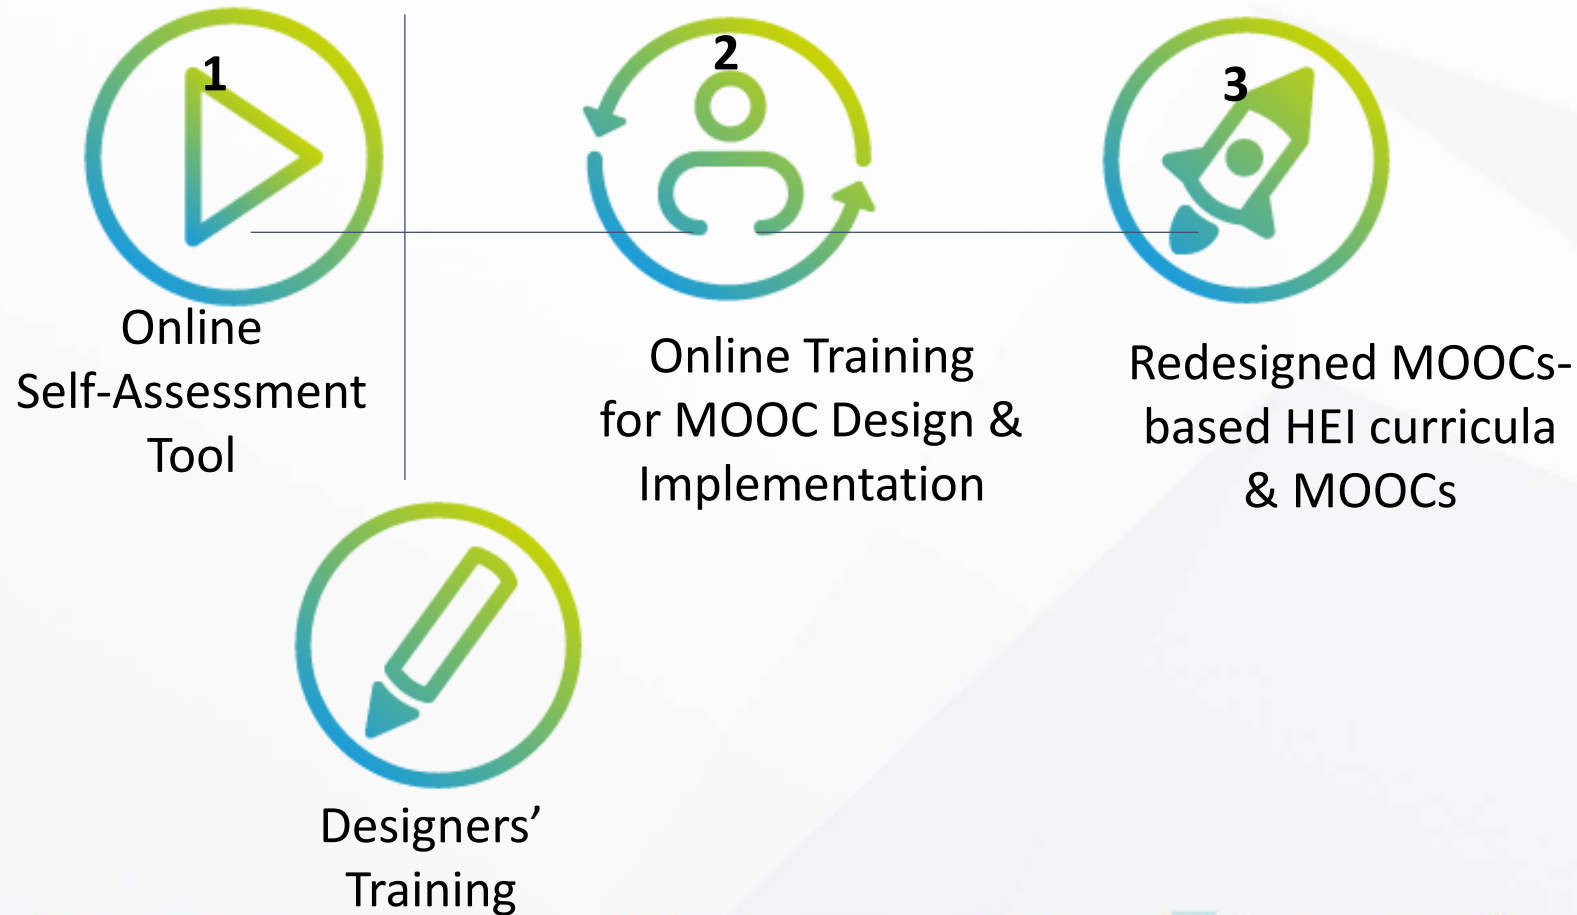 1
Online
Self-Assessment
Tool
2
Online Training
for MOOC Design &
Implementation
3
Redesigned MOOCs-
based HEI curricula
& MOOCs
Designers’
Training